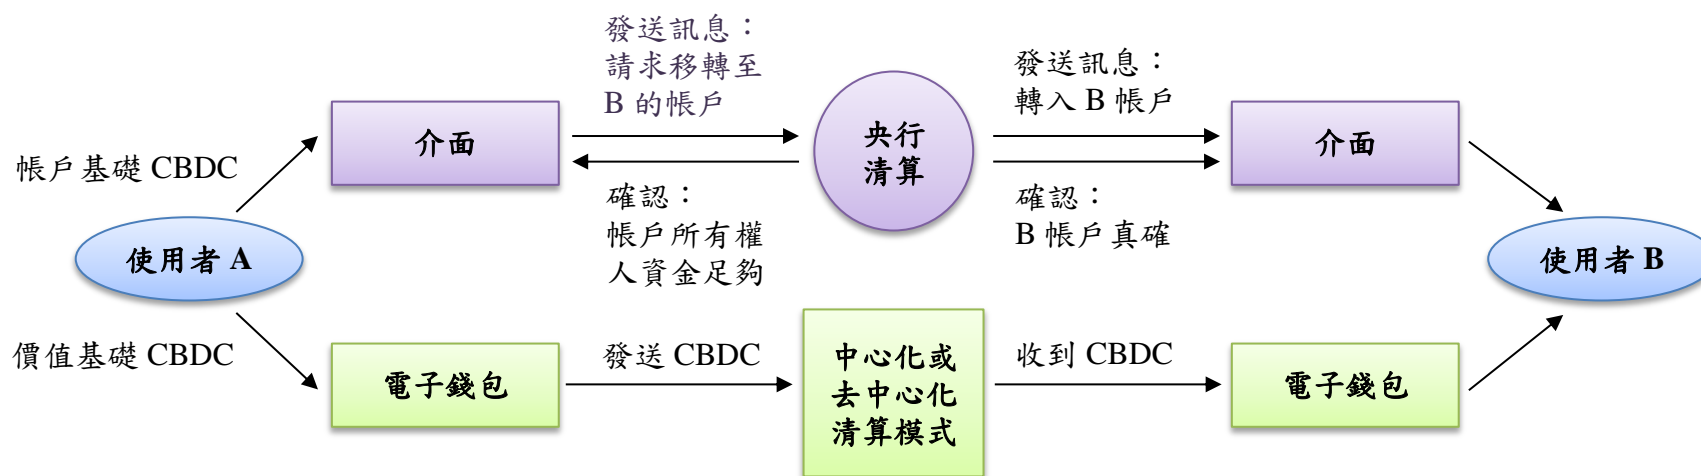 發送訊息：
請求移轉至
B 的帳戶
發送訊息：
轉入 B 帳戶
介面
央行
清算
介面
帳戶基礎 CBDC
確認：
帳戶所有權
人資金足夠
確認：
B 帳戶真確
使用者 A
使用者 B
價值基礎 CBDC
電子錢包
發送 CBDC
中心化或
去中心化
清算模式
收到 CBDC
電子錢包